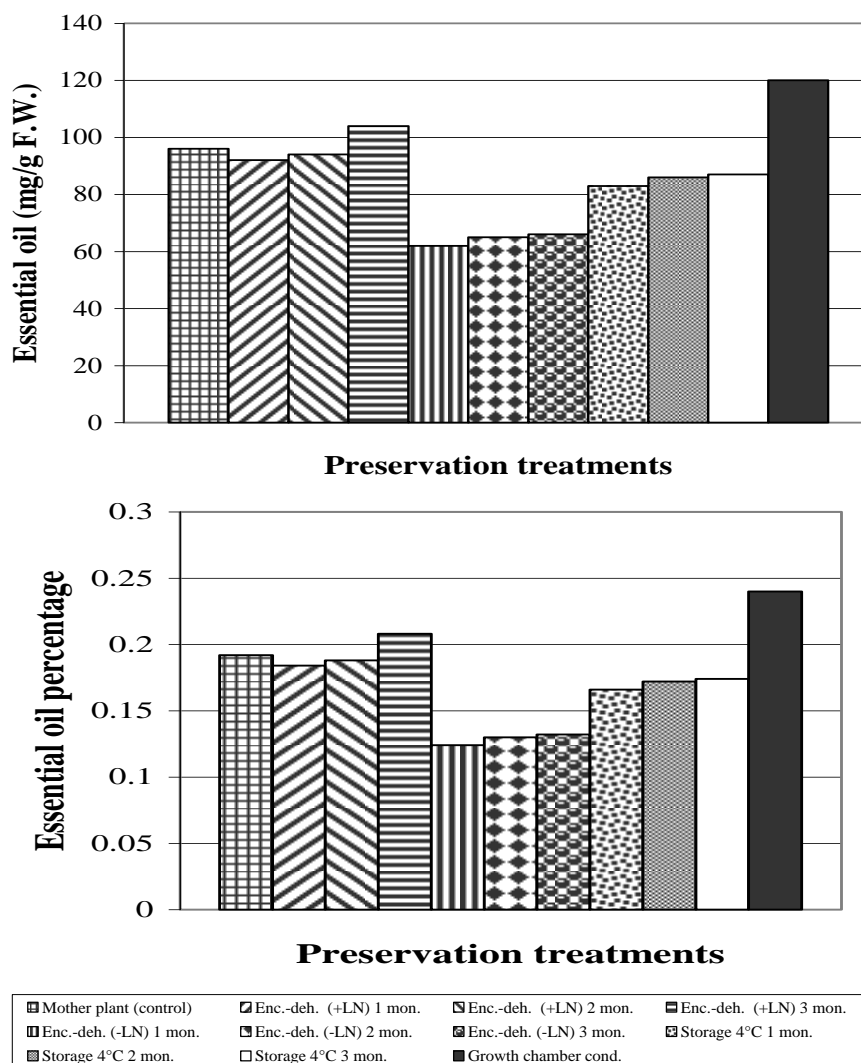 140
120
100
80
60
40
20
0
Essential oil (mg/g F.W.)
Preservation treatments
0.3
0.25
0.2
0.15
0.1
0.05
0
Essential oil percentage
Preservation treatments
Mother plant (control) Enc.-deh. (+LN) 1 mon. Enc.-deh. (+LN) 2 mon. Enc.-deh. (+LN) 3 mon.
Enc.-deh. (-LN) 1 mon. Enc.-deh. (-LN) 2 mon. Enc.-deh. (-LN) 3 mon. Storage 4°C 1 mon.
Storage 4°C 2 mon. Storage 4°C 3 mon. Growth chamber cond.